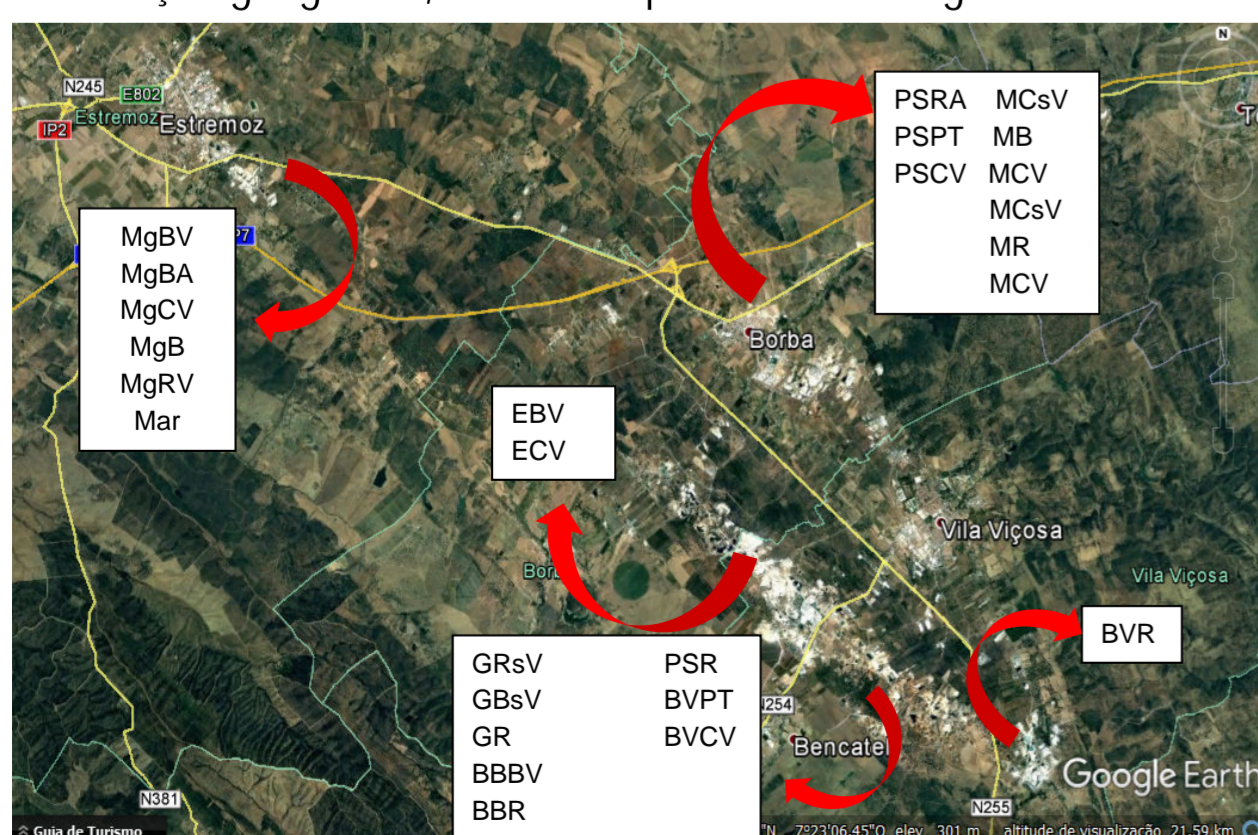 N
N245
E802
Estremoz
Estremoz
IP2
P7
MgBV
MgBA
MgCV
MgB
MgRV
Mar
PSRA MCsV
PSPT MB
PSCV MCV
MCsV
MR
MCV
Borba
EBV
ECV
Vila Viçosa
Vila Viçosa
BVR
GRsV PSR
GBsV BVPT
GR BVCV
BBBV
BBR
N254
Bencatel
Google Earth
N381
N255
Guia de Turismo
"N 7°23'06.45"O elev 301 m altitude de visualização 21.59 km